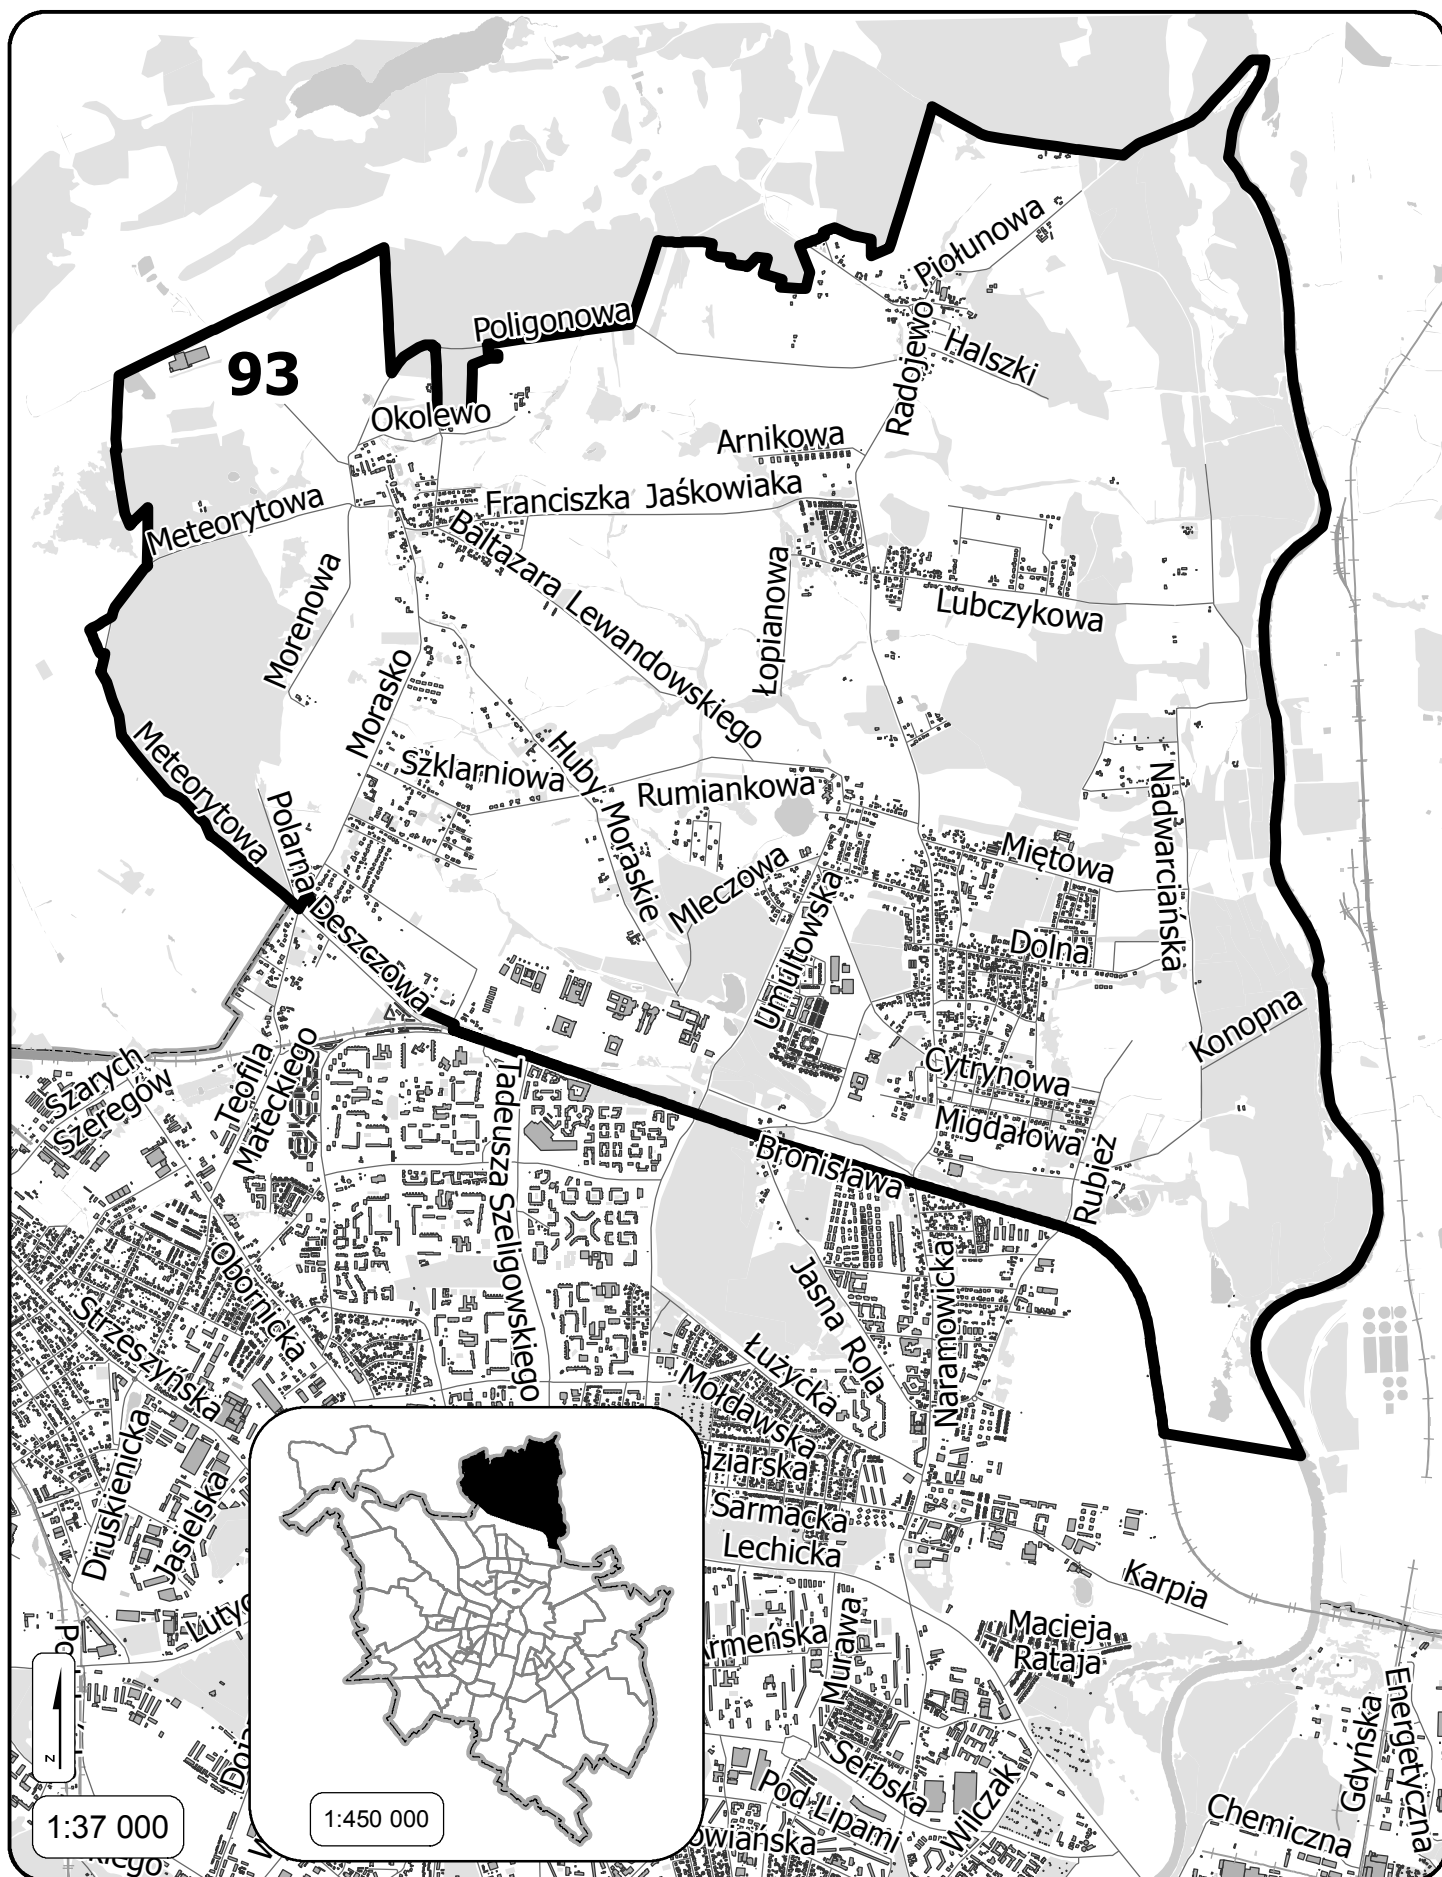 Piołunowa
Poligonowa
93
Halszki
Radojewo
Okolewo
Arnikowa
Franciszka Jaśkowiaka
Meteorytowa
Baltazara Lewandowskiego
Morenowa
Łopianowa
Lubczykowa
Morasko
Meteorytowa
Szklarniowa
Huby Moraskie
Rumiankowa
Nadwarciańska
Polarna
Miętowa
Mleczowa
Umultowska
Deszczowa
Dolna
Konopna
Szarych
Szeregów
Teofila
Mateckiego
Tadeusza Szeligowskiego
Cytrynowa
Migdałowa
Bronisława
Rubież
Obornicka
Jasna Rola
Naramowicka
Strzeszyńska
Łużycka
Mołdawska
dziarska
Druskienicka
Jasielska
Sarmacka
Lechicka
Karpia
Murawa
Macieja
Rataja
Energetyczna
Gdyńska
Serbska
Pod Lipami
Wilczak
Chemiczna
z
1:37 000
1:450 000